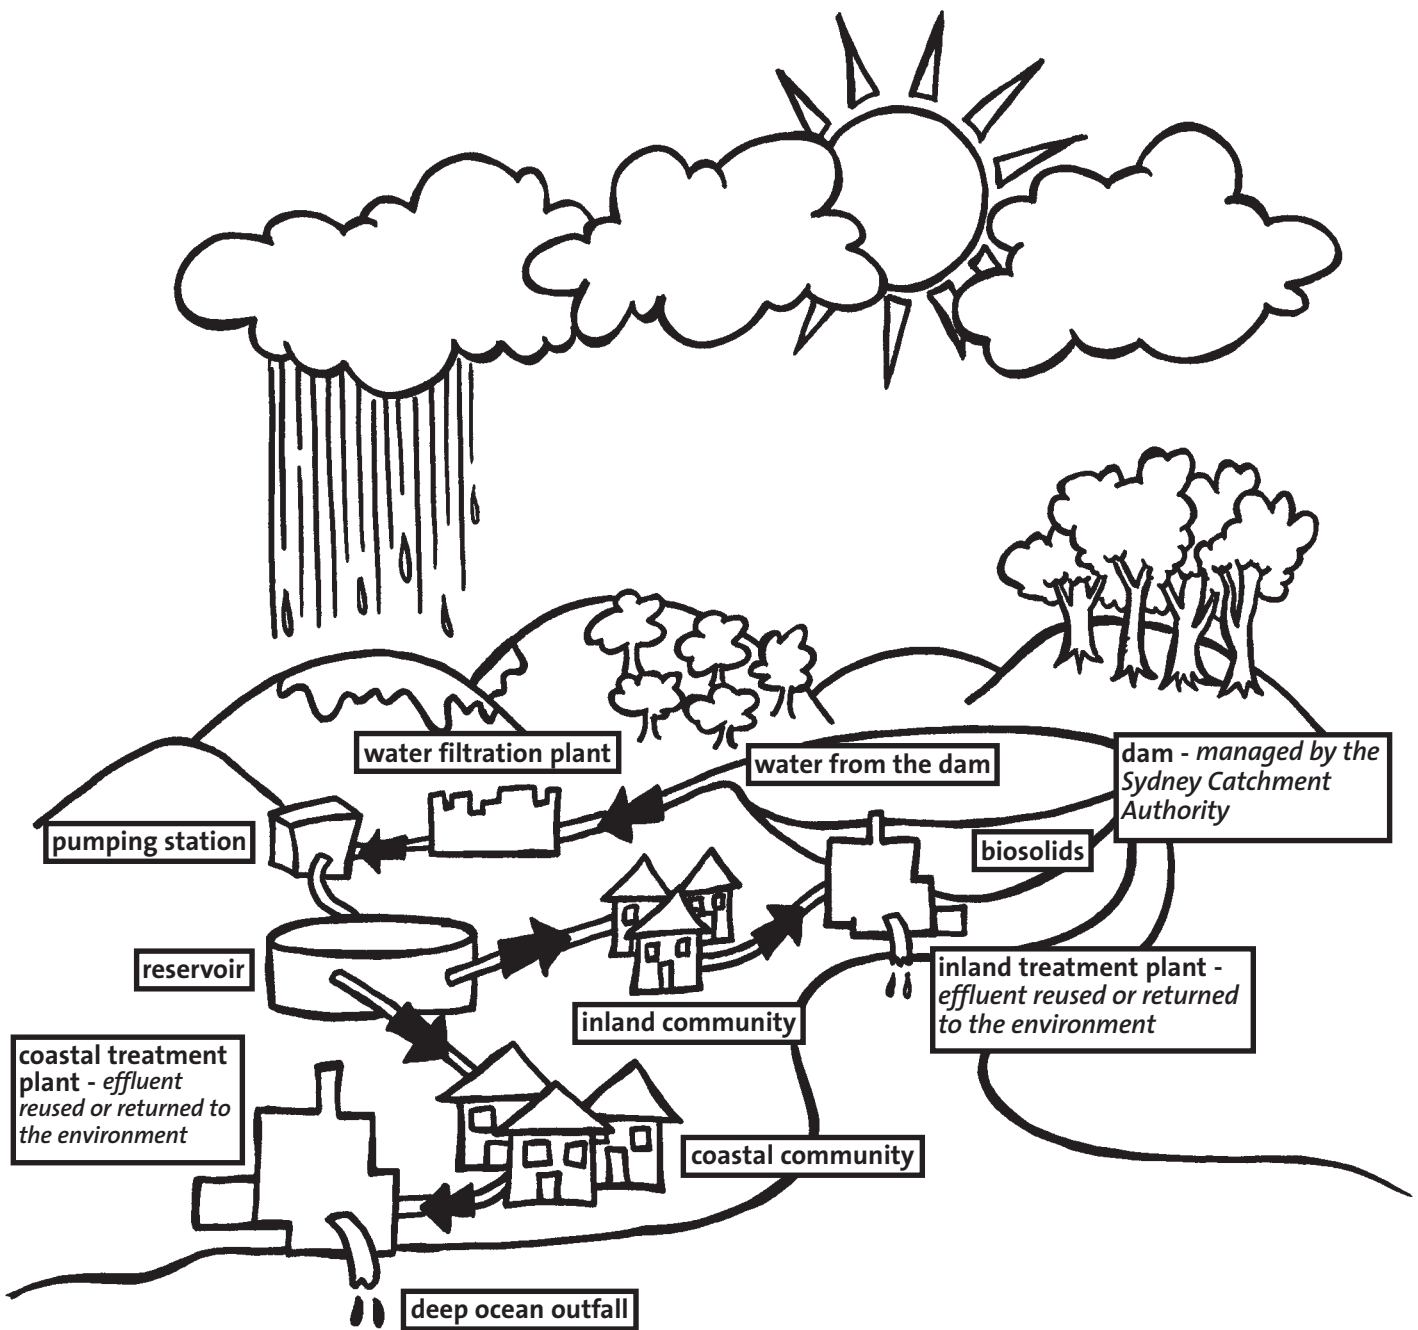 water filtration plant
water from the dam
dam - managed by the
Sydney Catchment
Authority
pumping station
biosolids
reservoir
inland treatment plant -
effluent reused or returned
to the environment
inland community
coastal treatment
plant - effluent
reused or returned to
the environment
coastal community
deep ocean outfall